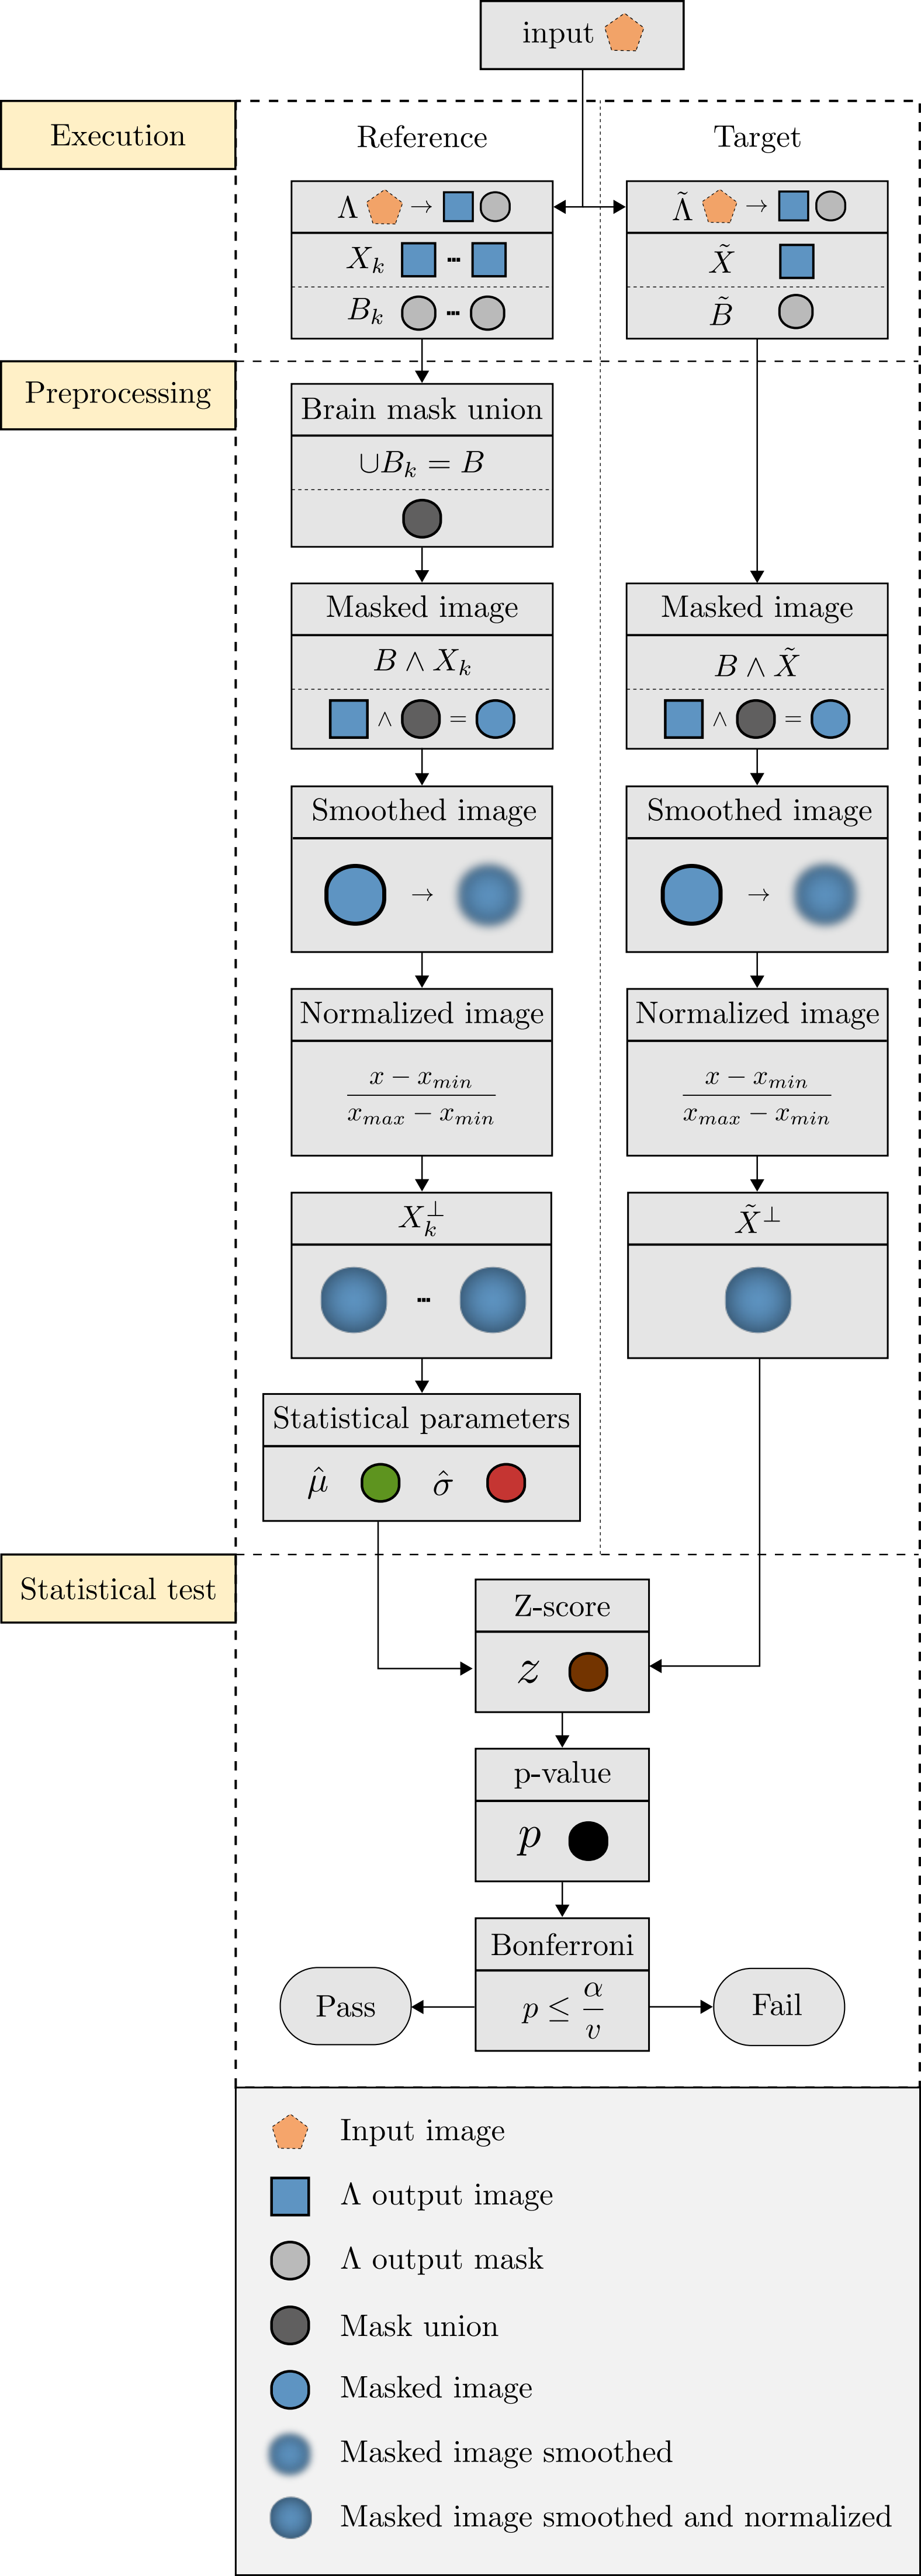 input
Execution
Reference
Target
Λ →
Λ̃ →
X_k ...
X̃
B_k ...
B̃
Preprocessing
Brain mask union
∪B_k = B
Masked image
Masked image
B ∧ X_k
B ∧ X̃
∧ =
∧ =
Smoothed image
Smoothed image
→
→
Normalized image
Normalized image
(x − x_min) / (x_max − x_min)
(x − x_min) / (x_max − x_min)
X_k^⊥
X̃^⊥
...
Statistical parameters
μ̂ σ̂
Statistical test
Z-score
z
p-value
p
Bonferroni
Pass
p ≤ α/v
Fail
Input image
Λ output image
Λ output mask
Mask union
Masked image
Masked image smoothed
Masked image smoothed and normalized